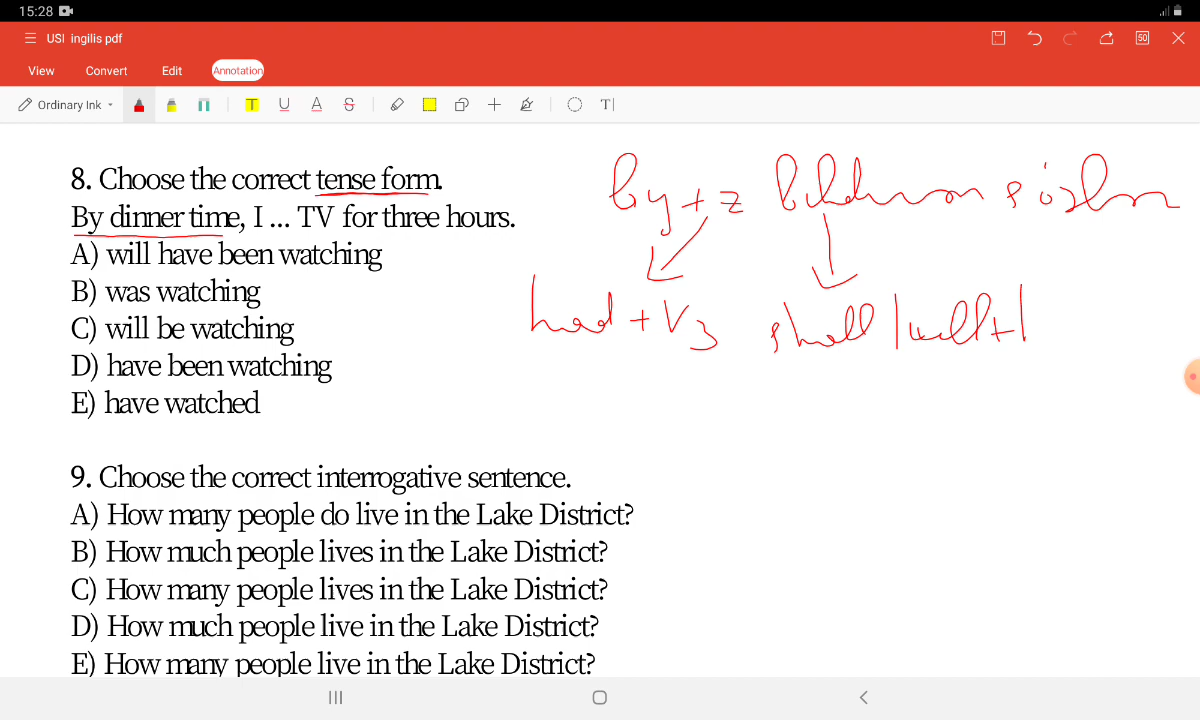 15:28
USI ingilis pdf
50
View Convert Edit Annotation
Ordinary Ink T U A S T
8. Choose the correct tense form.
By dinner time, I ... TV for three hours.
A) will have been watching
B) was watching
C) will be watching
D) have been watching
E) have watched
by + z bildirən sözlər
had + V3 shall | will +
9. Choose the correct interrogative sentence.
A) How many people do live in the Lake District?
B) How much people lives in the Lake District?
C) How many people lives in the Lake District?
D) How much people live in the Lake District?
E) How many people live in the Lake District?